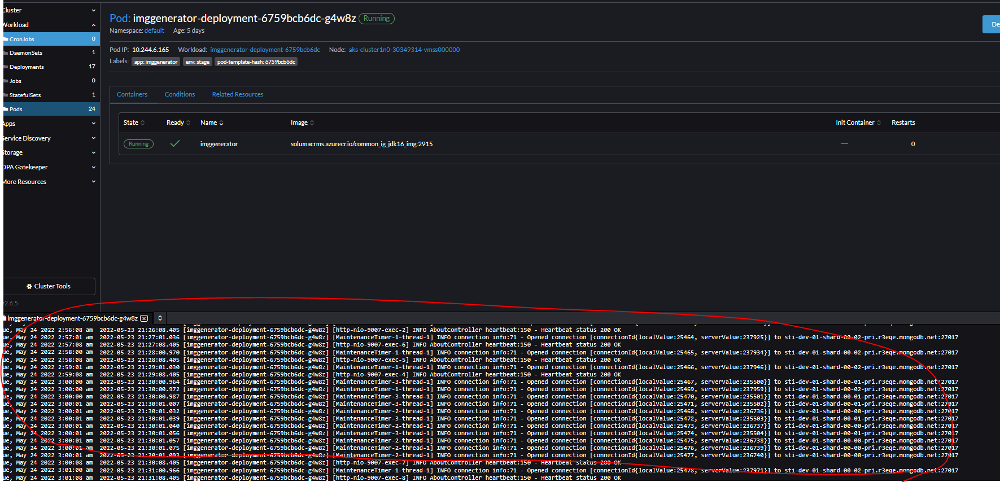 Cluster
Workload
CronJobs 0
DaemonSets 1
Deployments 17
Jobs 0
StatefulSets 1
Pods 24
Apps
Service Discovery
Storage
OPA Gatekeeper
More Resources
Cluster Tools
v2.6.5
Pod: imggenerator-deployment-6759bcb6dc-g4w8z Running
De
Namespace: default Age: 5 days
Pod IP: 10.244.6.165 Workload: imggenerator-deployment-6759bcb6dc Node: aks-cluster1n0-30349314-vmss000000
Labels: app: imggenerator env: stage pod-template-hash: 6759bcb6dc
Containers Conditions Related Resources
State Ready Name Image Init Container Restarts
Running imggenerator solumacrms.azurecr.io/common_ig_jdk16_img:2915 — 0
imggenerator-deployment-6759bcb6dc-g4w8z
ue, May 24 2022 2:56:08 am 2022-05-23 21:26:08.405 [imggenerator-deployment-6759bcb6dc-g4w8z] [http-nio-9007-exec-2] INFO AboutController heartbeat:150 - Heartbeat status 200 OK
ue, May 24 2022 2:57:01 am 2022-05-23 21:27:01.036 [imggenerator-deployment-6759bcb6dc-g4w8z] [MaintenanceTimer-1-thread-1] INFO connection info:71 - Opened connection [connectionId{localValue:25464, serverValue:237925}] to sti-dev-01-shard-00-02-pri.r3eqe.mongodb.net:27017
ue, May 24 2022 2:57:08 am 2022-05-23 21:27:08.405 [imggenerator-deployment-6759bcb6dc-g4w8z] [http-nio-9007-exec-6] INFO AboutController heartbeat:150 - Heartbeat status 200 OK
ue, May 24 2022 2:58:00 am 2022-05-23 21:28:00.970 [imggenerator-deployment-6759bcb6dc-g4w8z] [MaintenanceTimer-1-thread-1] INFO connection info:71 - Opened connection [connectionId{localValue:25465, serverValue:237934}] to sti-dev-01-shard-00-02-pri.r3eqe.mongodb.net:27017
ue, May 24 2022 2:58:08 am 2022-05-23 21:28:08.405 [imggenerator-deployment-6759bcb6dc-g4w8z] [http-nio-9007-exec-5] INFO AboutController heartbeat:150 - Heartbeat status 200 OK
ue, May 24 2022 2:59:01 am 2022-05-23 21:29:01.030 [imggenerator-deployment-6759bcb6dc-g4w8z] [MaintenanceTimer-1-thread-1] INFO connection info:71 - Opened connection [connectionId{localValue:25466, serverValue:237946}] to sti-dev-01-shard-00-02-pri.r3eqe.mongodb.net:27017
ue, May 24 2022 2:59:08 am 2022-05-23 21:29:08.405 [imggenerator-deployment-6759bcb6dc-g4w8z] [http-nio-9007-exec-4] INFO AboutController heartbeat:150 - Heartbeat status 200 OK
ue, May 24 2022 3:00:00 am 2022-05-23 21:30:00.964 [imggenerator-deployment-6759bcb6dc-g4w8z] [MaintenanceTimer-3-thread-1] INFO connection info:71 - Opened connection [connectionId{localValue:25467, serverValue:235500}] to sti-dev-01-shard-00-01-pri.r3eqe.mongodb.net:27017
ue, May 24 2022 3:00:00 am 2022-05-23 21:30:00.972 [imggenerator-deployment-6759bcb6dc-g4w8z] [MaintenanceTimer-1-thread-1] INFO connection info:71 - Opened connection [connectionId{localValue:25469, serverValue:237959}] to sti-dev-01-shard-00-02-pri.r3eqe.mongodb.net:27017
ue, May 24 2022 3:00:00 am 2022-05-23 21:30:00.987 [imggenerator-deployment-6759bcb6dc-g4w8z] [MaintenanceTimer-3-thread-1] INFO connection info:71 - Opened connection [connectionId{localValue:25470, serverValue:235501}] to sti-dev-01-shard-00-01-pri.r3eqe.mongodb.net:27017
ue, May 24 2022 3:00:01 am 2022-05-23 21:30:01.007 [imggenerator-deployment-6759bcb6dc-g4w8z] [MaintenanceTimer-3-thread-1] INFO connection info:71 - Opened connection [connectionId{localValue:25471, serverValue:235502}] to sti-dev-01-shard-00-01-pri.r3eqe.mongodb.net:27017
ue, May 24 2022 3:00:01 am 2022-05-23 21:30:01.032 [imggenerator-deployment-6759bcb6dc-g4w8z] [MaintenanceTimer-2-thread-1] INFO connection info:71 - Opened connection [connectionId{localValue:25468, serverValue:236736}] to sti-dev-01-shard-00-00-pri.r3eqe.mongodb.net:27017
ue, May 24 2022 3:00:01 am 2022-05-23 21:30:01.039 [imggenerator-deployment-6759bcb6dc-g4w8z] [MaintenanceTimer-3-thread-1] INFO connection info:71 - Opened connection [connectionId{localValue:25472, serverValue:235503}] to sti-dev-01-shard-00-01-pri.r3eqe.mongodb.net:27017
ue, May 24 2022 3:00:01 am 2022-05-23 21:30:01.040 [imggenerator-deployment-6759bcb6dc-g4w8z] [MaintenanceTimer-2-thread-1] INFO connection info:71 - Opened connection [connectionId{localValue:25473, serverValue:236737}] to sti-dev-01-shard-00-00-pri.r3eqe.mongodb.net:27017
ue, May 24 2022 3:00:01 am 2022-05-23 21:30:01.056 [imggenerator-deployment-6759bcb6dc-g4w8z] [MaintenanceTimer-3-thread-1] INFO connection info:71 - Opened connection [connectionId{localValue:25474, serverValue:235504}] to sti-dev-01-shard-00-01-pri.r3eqe.mongodb.net:27017
ue, May 24 2022 3:00:01 am 2022-05-23 21:30:01.057 [imggenerator-deployment-6759bcb6dc-g4w8z] [MaintenanceTimer-2-thread-1] INFO connection info:71 - Opened connection [connectionId{localValue:25475, serverValue:236738}] to sti-dev-01-shard-00-00-pri.r3eqe.mongodb.net:27017
ue, May 24 2022 3:00:01 am 2022-05-23 21:30:01.075 [imggenerator-deployment-6759bcb6dc-g4w8z] [MaintenanceTimer-2-thread-1] INFO connection info:71 - Opened connection [connectionId{localValue:25476, serverValue:236739}] to sti-dev-01-shard-00-00-pri.r3eqe.mongodb.net:27017
ue, May 24 2022 3:00:01 am 2022-05-23 21:30:01.093 [imggenerator-deployment-6759bcb6dc-g4w8z] [MaintenanceTimer-2-thread-1] INFO connection info:71 - Opened connection [connectionId{localValue:25477, serverValue:236740}] to sti-dev-01-shard-00-00-pri.r3eqe.mongodb.net:27017
ue, May 24 2022 3:00:08 am 2022-05-23 21:30:08.405 [imggenerator-deployment-6759bcb6dc-g4w8z] [http-nio-9007-exec-7] INFO AboutController heartbeat:150 - Heartbeat status 200 OK
ue, May 24 2022 3:01:00 am 2022-05-23 21:31:00.966 [imggenerator-deployment-6759bcb6dc-g4w8z] [MaintenanceTimer-1-thread-1] INFO connection info:71 - Opened connection [connectionId{localValue:25478, serverValue:237971}] to sti-dev-01-shard-00-02-pri.r3eqe.mongodb.net:27017
ue, May 24 2022 3:01:08 am 2022-05-23 21:31:08.405 [imggenerator-deployment-6759bcb6dc-g4w8z] [http-nio-9007-exec-8] INFO AboutController heartbeat:150 - Heartbeat status 200 OK